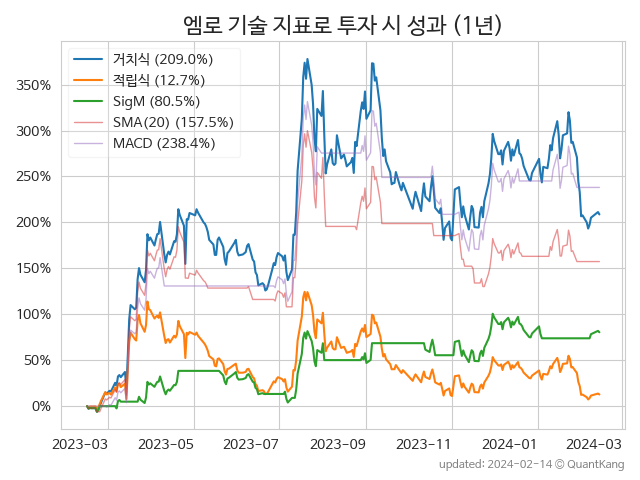 엠로 기술 지표로 투자 시 성과 (1년)
거치식 (209.0%)
적립식 (12.7%)
SigM (80.5%)
SMA(20) (157.5%)
MACD (238.4%)
350%
300%
250%
200%
150%
100%
50%
0%
2023-03 2023-05 2023-07 2023-09 2023-11 2024-01 2024-03
updated: 2024-02-14 © QuantKang